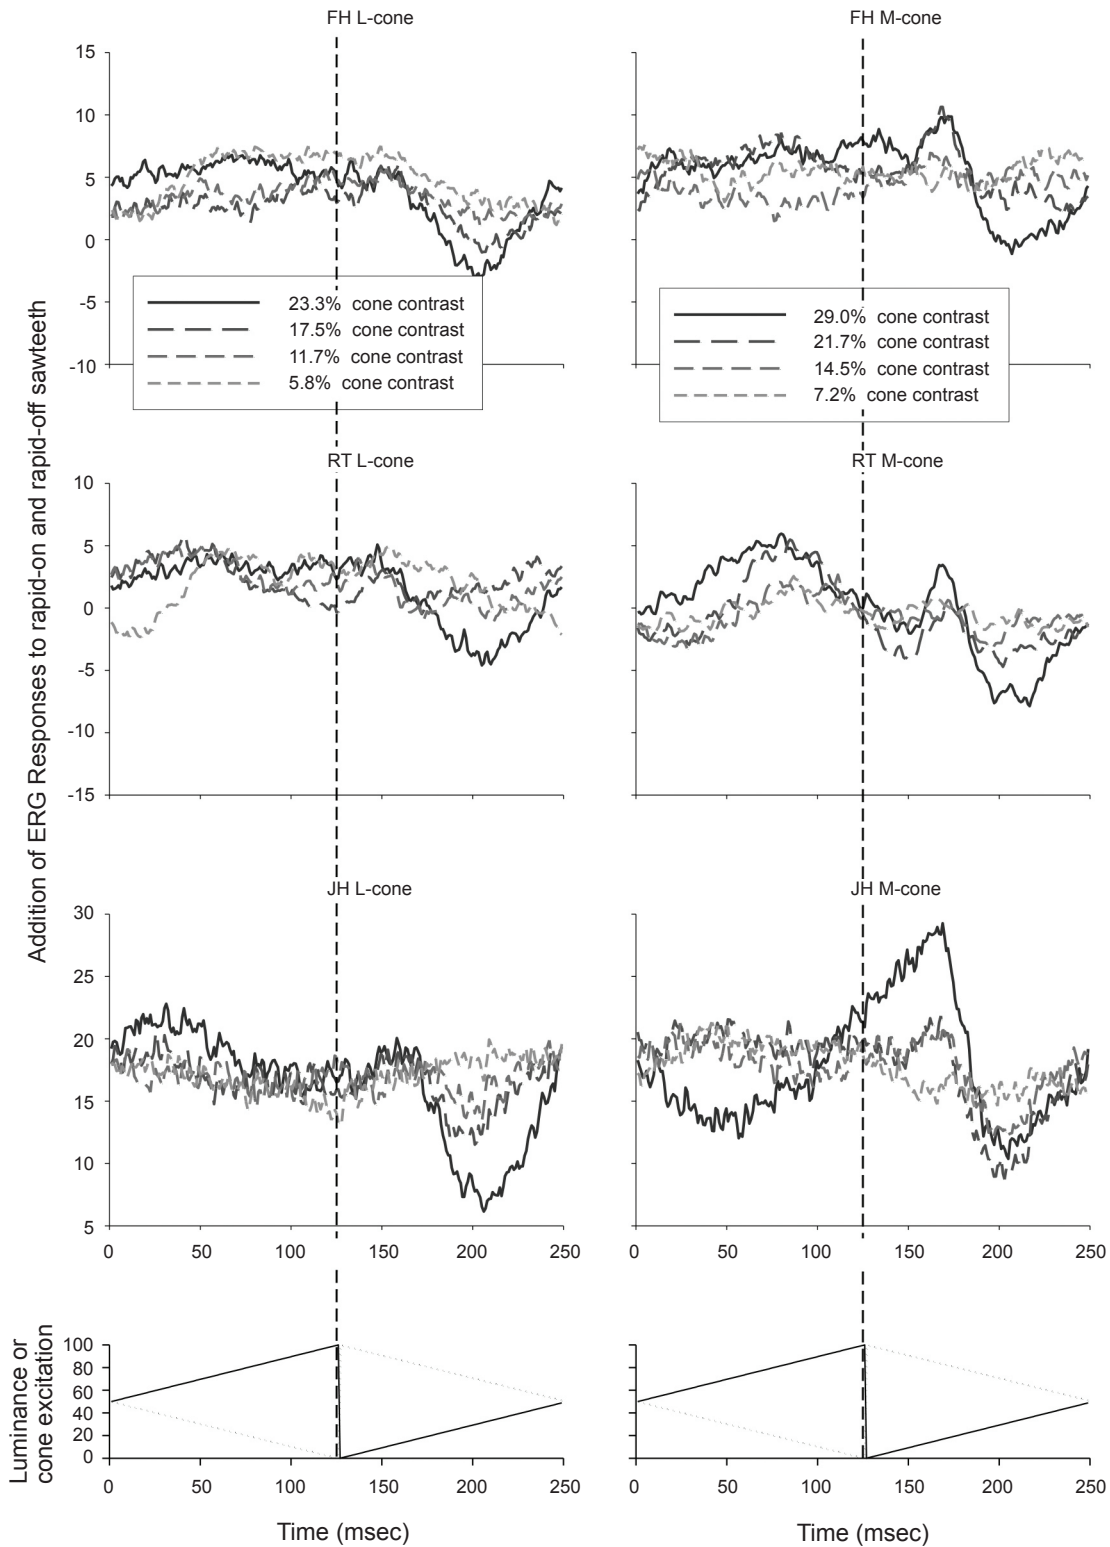 FH L-cone
FH M-cone
15
10
5
0
-5
-10
23.3% cone contrast
17.5% cone contrast
11.7% cone contrast
5.8% cone contrast
29.0% cone contrast
21.7% cone contrast
14.5% cone contrast
7.2% cone contrast
Addition of ERG Responses to rapid-on and rapid-off sawteeth
RT L-cone
RT M-cone
10
5
0
-5
-10
-15
JH L-cone
JH M-cone
30
25
20
15
10
5
0 50 100 150 200 250
0 50 100 150 200 250
Luminance or
cone excitation
100
80
60
40
20
0
0 50 100 150 200 250
0 50 100 150 200 250
Time (msec)
Time (msec)